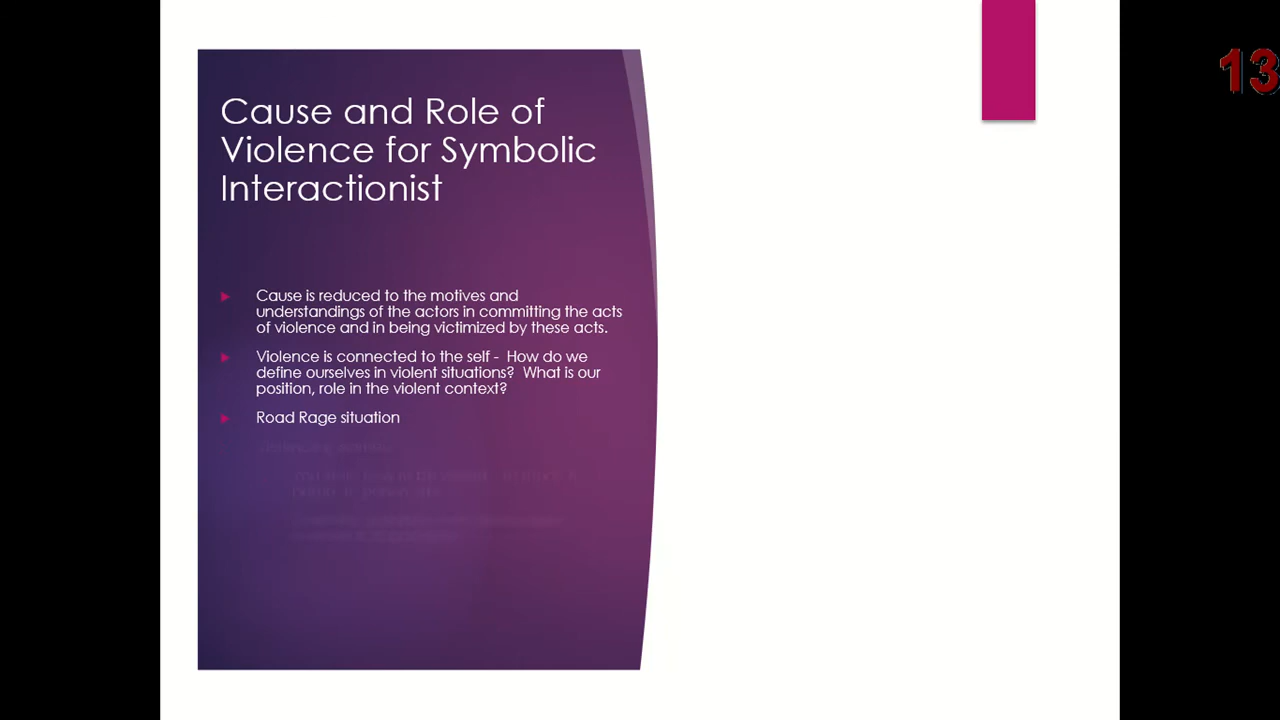 Cause and Role of
Violence for Symbolic
Interactionist
Cause is reduced to the motives and
understandings of the actors in committing the acts
of violence and in being victimized by these acts.
Violence is connected to the self - How do we
define ourselves in violent situations? What is our
position, role in the violent context?
Road Rage situation
13